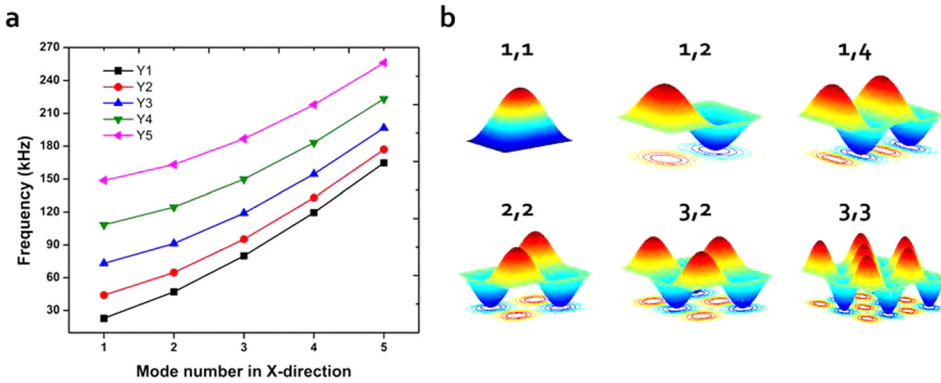 a
270
240
210
180
150
120
90
60
30
Frequency (kHz)
Y1
Y2
Y3
Y4
Y5
1 2 3 4 5
Mode number in X-direction
b
1,1 1,2 1,4
2,2 3,2 3,3